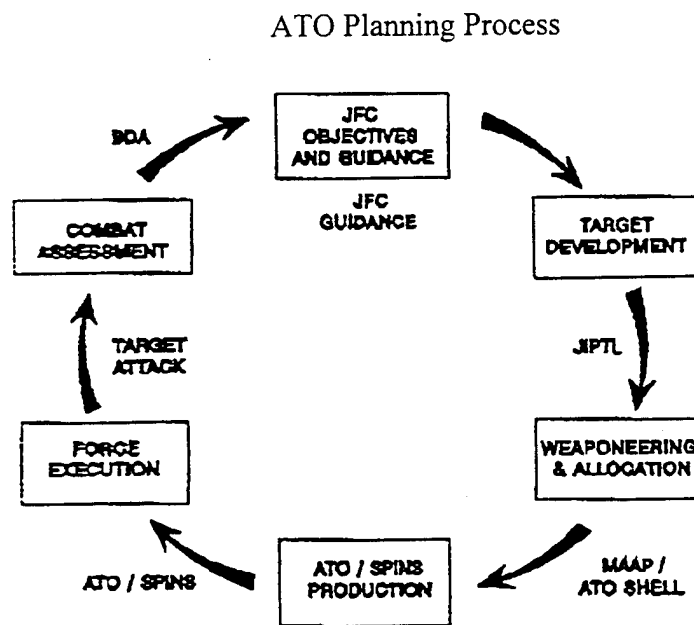 ATO Planning Process
JFC
OBJECTIVES
AND GUIDANCE
JFC
GUIDANCE
TARGET
DEVELOPMENT
JIPTL
WEAPONEERING
& ALLOCATION
MAAP /
ATO SHELL
ATO / SPINS
PRODUCTION
ATO / SPINS
FORCE
EXECUTION
TARGET
ATTACK
COMBAT
ASSESSMENT
BDA